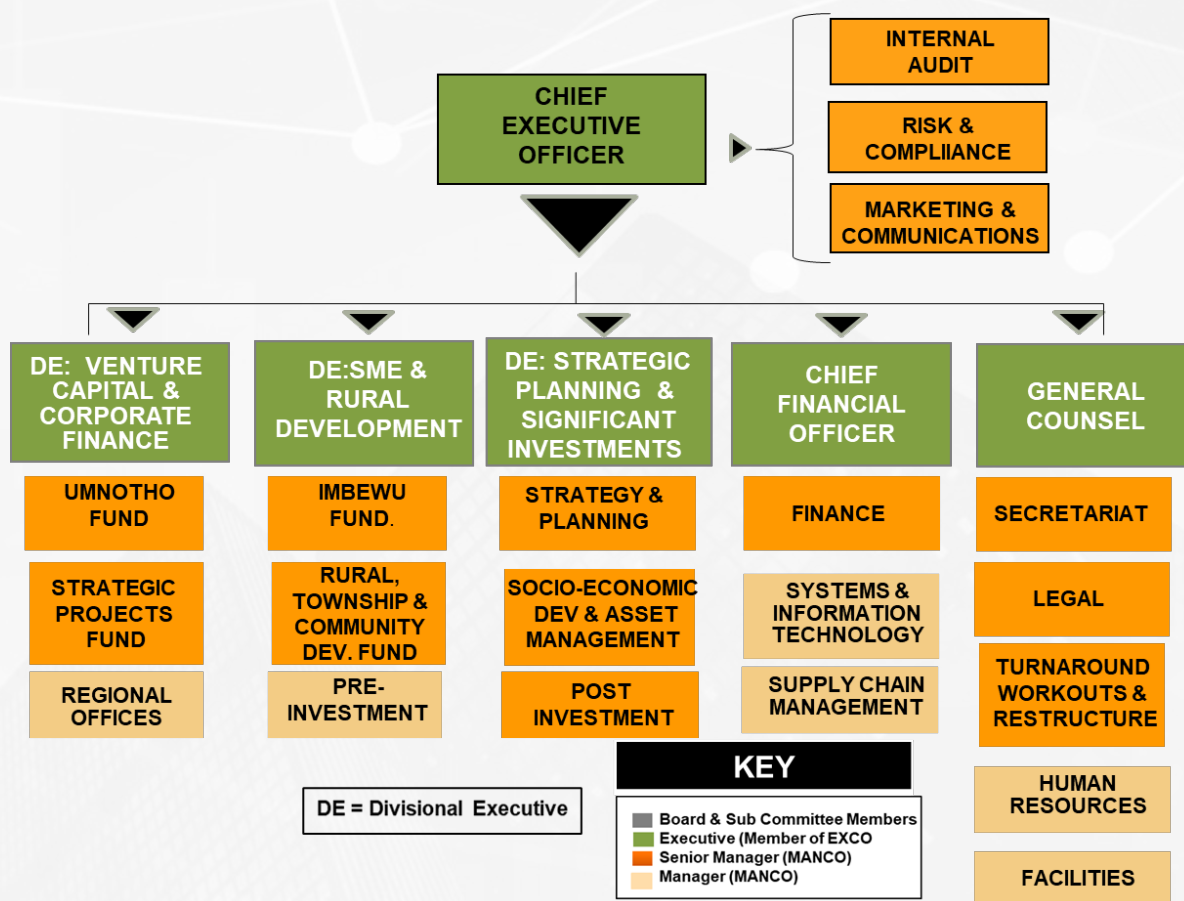 CHIEF
EXECUTIVE
OFFICER
INTERNAL
AUDIT
RISK &
COMPLIIANCE
MARKETING &
COMMUNICATIONS
DE: VENTURE
CAPITAL &
CORPORATE
FINANCE
UMNOTHO
FUND
STRATEGIC
PROJECTS
FUND
REGIONAL
OFFICES
DE:SME &
RURAL
DEVELOPMENT
IMBEWU
FUND.
RURAL,
TOWNSHIP &
COMMUNITY
DEV. FUND
PRE-
INVESTMENT
DE: STRATEGIC
PLANNING &
SIGNIFICANT
INVESTMENTS
STRATEGY &
PLANNING
SOCIO-ECONOMIC
DEV & ASSET
MANAGEMENT
POST
INVESTMENT
CHIEF
FINANCIAL
OFFICER
FINANCE
SYSTEMS &
INFORMATION
TECHNOLOGY
SUPPLY CHAIN
MANAGEMENT
GENERAL
COUNSEL
SECRETARIAT
LEGAL
TURNAROUND
WORKOUTS &
RESTRUCTURE
HUMAN
RESOURCES
FACILITIES
DE = Divisional Executive
KEY
Board & Sub Committee Members
Executive (Member of EXCO
Senior Manager (MANCO)
Manager (MANCO)